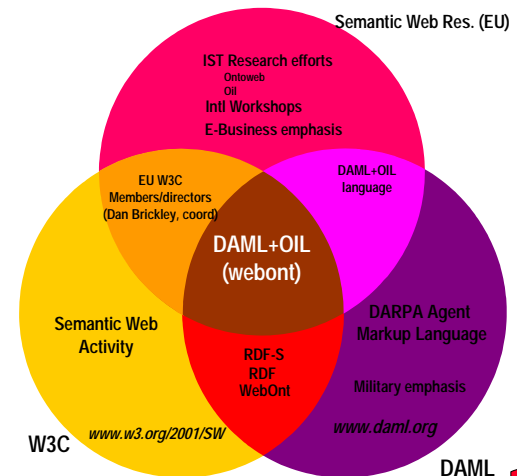 Semantic Web Res. (EU)
IST Research efforts
Ontoweb
Oil
Intl Workshops
E-Business emphasis
EU W3C
Members/directors
(Dan Brickley, coord)
DAML+OIL
language
DAML+OIL
(webont)
Semantic Web
Activity
DARPA Agent
Markup Language
RDF-S
RDF
WebOnt
Military emphasis
www.w3.org/2001/SW
www.daml.org
W3C
DAML